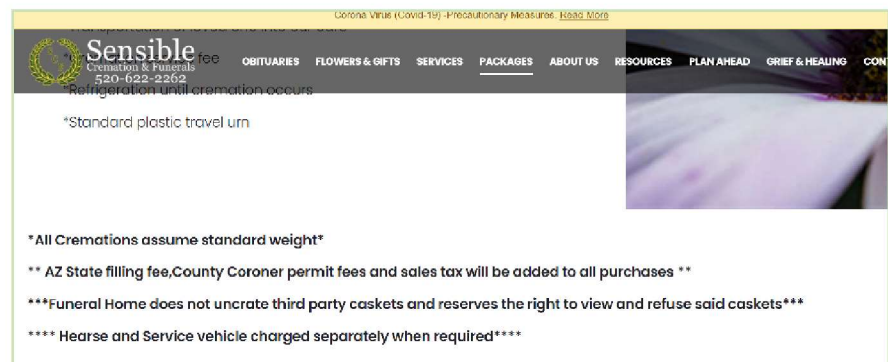 Corona Virus (Covid-19) -Precautionary Measures. Read More
Sensible
Cremation & Funerals
520-622-2262
fee
OBITUARIES FLOWERS & GIFTS SERVICES PACKAGES ABOUT US RESOURCES PLAN AHEAD GRIEF & HEALING CON
*Refrigeration until cremation occurs
*Standard plastic travel urn
*All Cremations assume standard weight*
** AZ State filling fee,County Coroner permit fees and sales tax will be added to all purchases **
***Funeral Home does not uncrate third party caskets and reserves the right to view and refuse said caskets***
**** Hearse and Service vehicle charged separately when required****